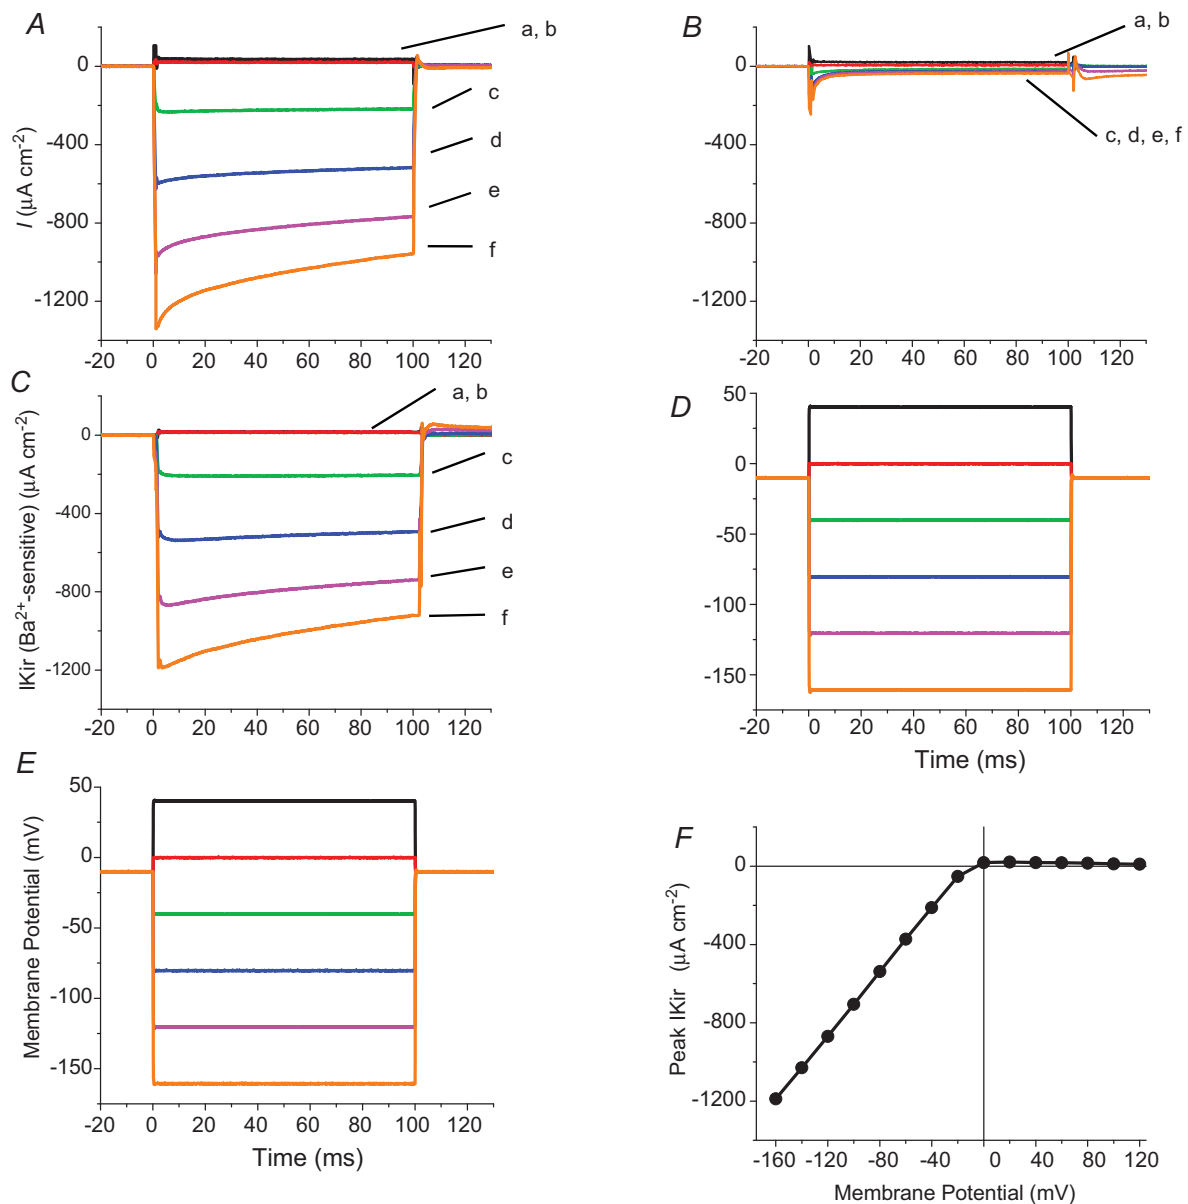 A
a, b
c
d
e
f
I (µA cm-2)
0
-400
-800
-1200
-20 0 20 40 60 80 100 120
B
a, b
c, d, e, f
0
-400
-800
-1200
-20 0 20 40 60 80 100 120
C
a, b
c
d
e
f
IKir (Ba2+-sensitive) (µA cm-2)
0
-400
-800
-1200
-20 0 20 40 60 80 100 120
D
50
0
-50
-100
-150
-20 0 20 40 60 80 100 120
Time (ms)
E
Membrane Potential (mV)
50
0
-50
-100
-150
-20 0 20 40 60 80 100 120
Time (ms)
F
Peak IKir (µA cm-2)
0
-400
-800
-1200
-160 -120 -80 -40 0 40 80 120
Membrane Potential (mV)